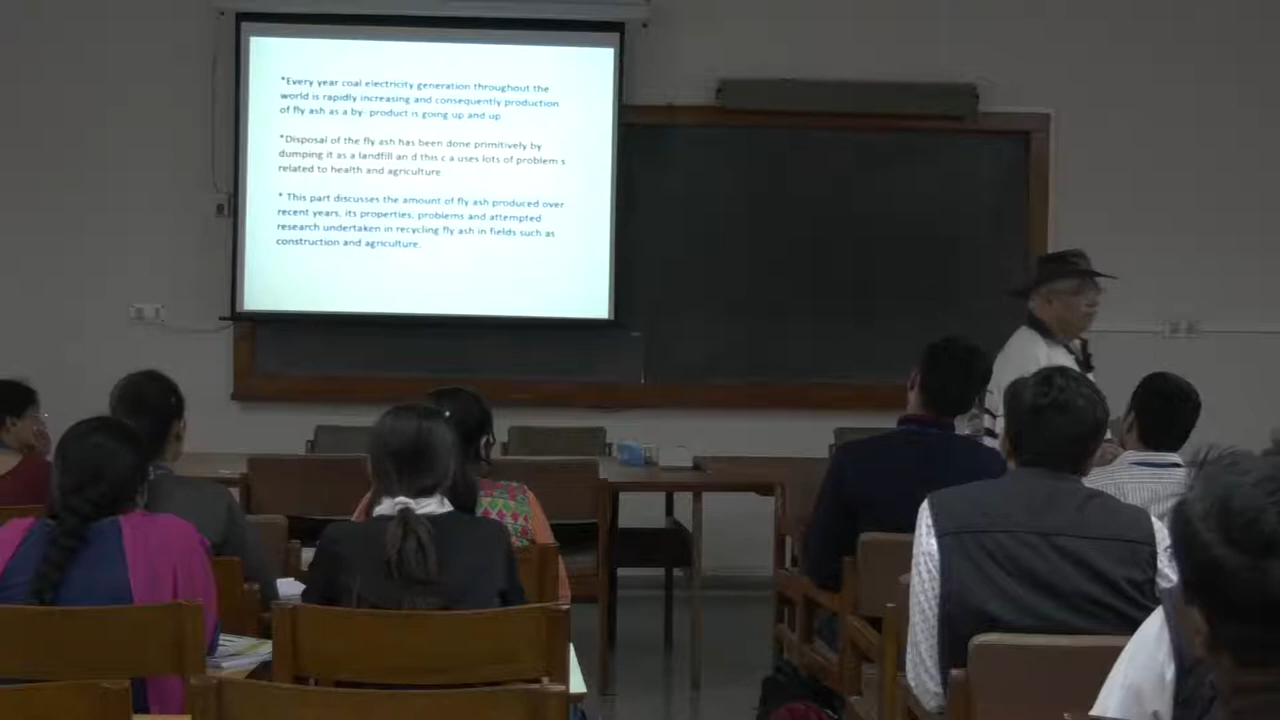 *Every year coal electricity generation throughout the
world is rapidly increasing and consequently production
of fly ash as a by- product is going up and up
*Disposal of the fly ash has been done primitively by
dumping it as a landfill an d this c a uses lots of problem s
related to health and agriculture.
* This part discusses the amount of fly ash produced over
recent years, its properties, problems and attempted
research undertaken in recycling fly ash in fields such as
construction and agriculture.